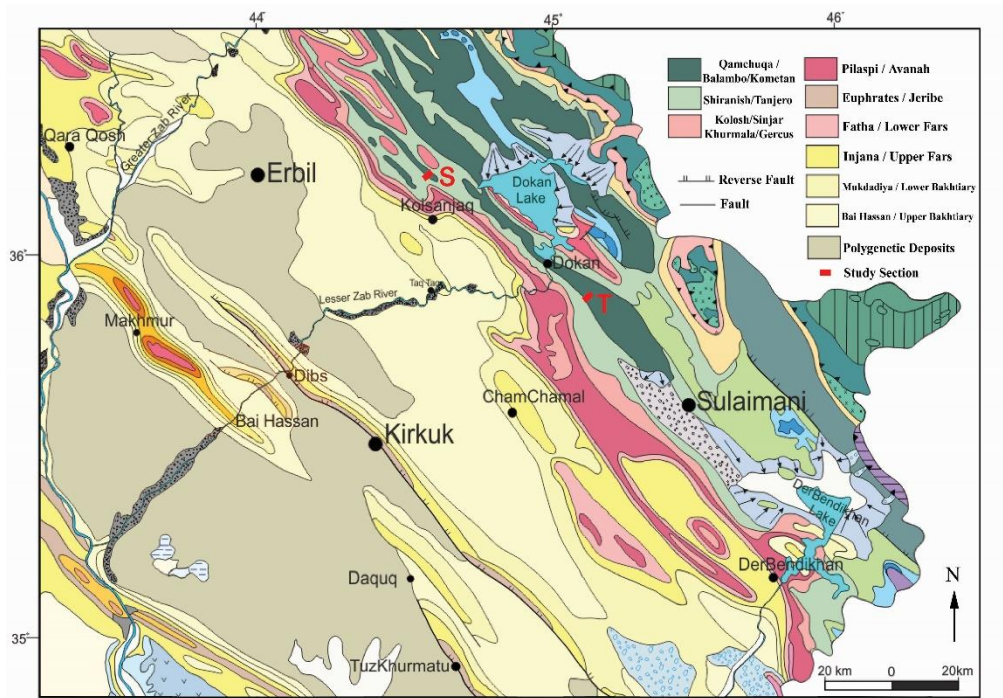 44°
45°
46°
36°
35°
Qara Qosh
Greater Zab River
Erbil
S
Koisanjaq
Dokan
Lake
Dokan
T
Taq Taq
Lesser Zab River
Makhmur
Dibs
Bai Hassan
Kirkuk
ChamChamal
Sulaimani
DerBendikhan
Lake
DerBendikhan
Daquq
TuzKhurmatu
Qamchuqa /
Balambo/Kometan
Shiranish/Tanjero
Kolosh/Sinjar
Khurmala/Gercus
Pilaspi / Avanah
Euphrates / Jeribe
Fatha / Lower Fars
Injana / Upper Fars
Mukdadiya / Lower Bakhtiary
Bai Hassan / Upper Bakhtiary
Polygenetic Deposits
Study Section
Reverse Fault
Fault
N
20km 0 20km